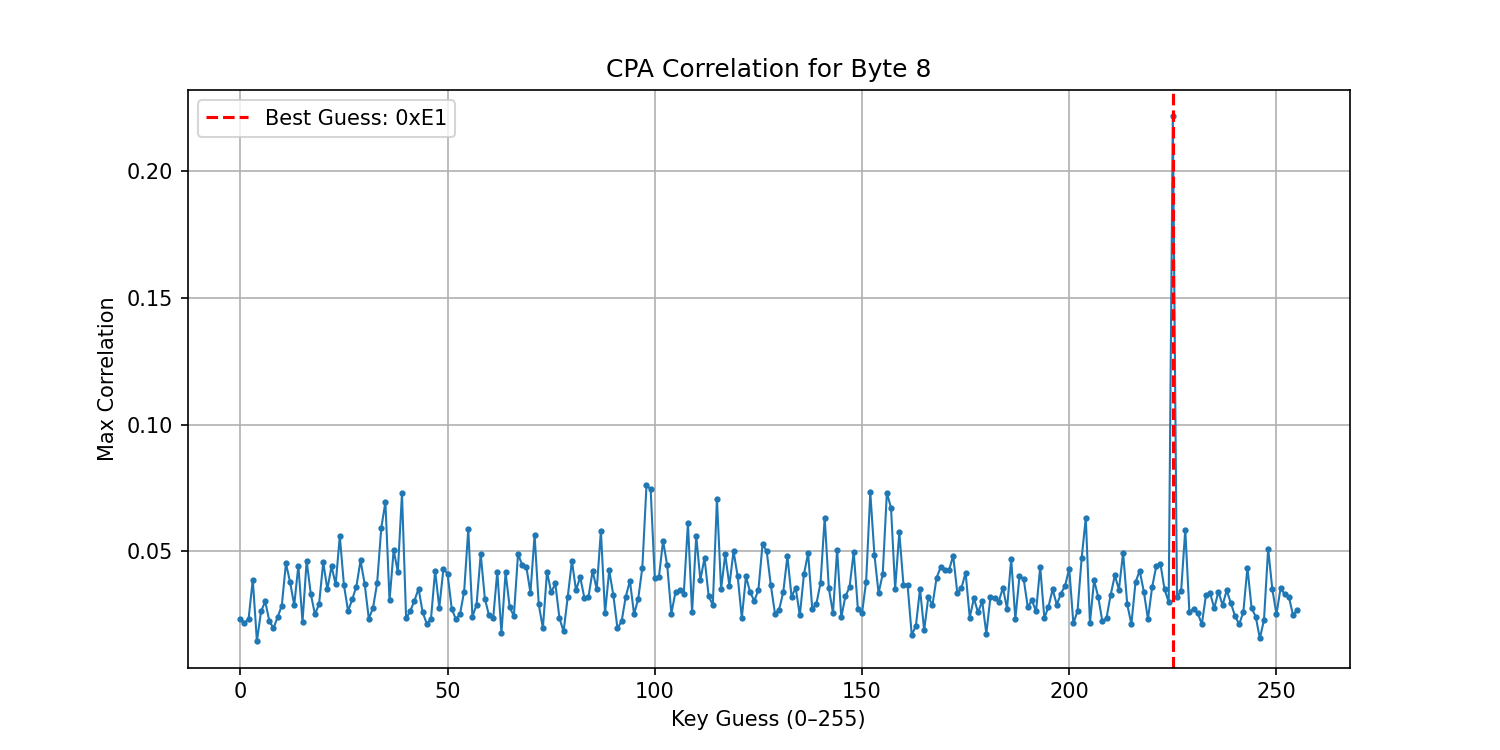 CPA Correlation for Byte 8
Best Guess: 0xE1
Max Correlation
0.20
0.15
0.10
0.05
0 50 100 150 200 250
Key Guess (0–255)